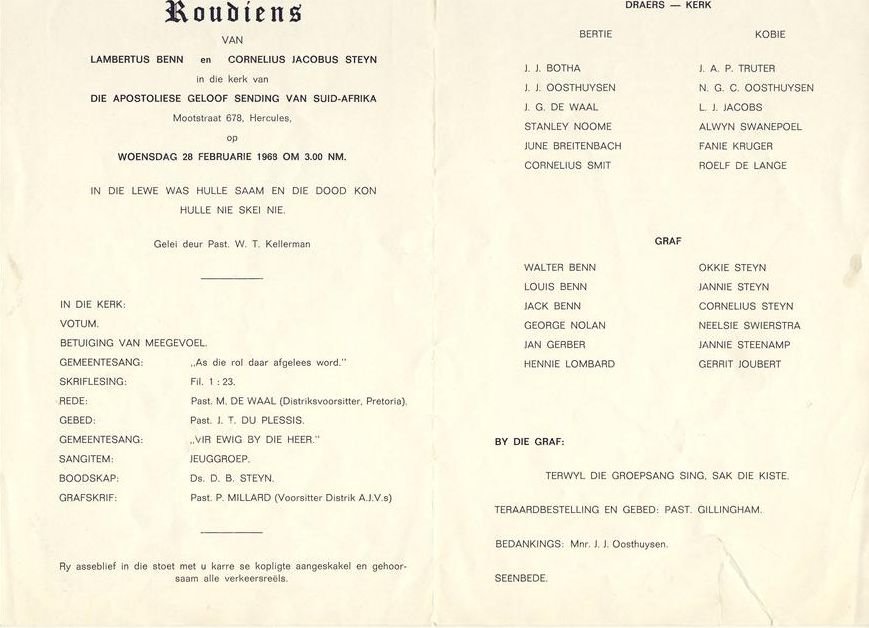 Roudiens
VAN
LAMBERTUS BENN en CORNELIUS JACOBUS STEYN
in die kerk van
DIE APOSTOLIESE GELOOF SENDING VAN SUID-AFRIKA
Mootstraat 678, Hercules,
op
WOENSDAG 28 FEBRUARIE 1968 OM 3.00 NM.
IN DIE LEWE WAS HULLE SAAM EN DIE DOOD KON
HULLE NIE SKEI NIE.
Gelei deur Past. W. T. Kellerman
IN DIE KERK:
VOTUM.
BETUIGING VAN MEEGEVOEL.
GEMEENTESANG: „As die rol daar afgelees word."
SKRIFLESING: Fil. 1 : 23.
REDE: Past. M. DE WAAL (Distriksvoorsitter, Pretoria).
GEBED: Past. J. T. DU PLESSIS.
GEMEENTESANG: „VIR EWIG BY DIE HEER."
SANGITEM: JEUGGROEP.
BOODSKAP: Ds. D. B. STEYN.
GRAFSKRIF: Past. P. MILLARD (Voorsitter Distrik A.J.V.s)
Ry asseblief in die stoet met u karre se kopligte aangeskakel en gehoor-
saam alle verkeersreëls.
DRAERS — KERK
BERTIE KOBIE
J. J. BOTHA J. A. P. TRUTER
J. J. OOSTHUYSEN N. G. C. OOSTHUYSEN
J. G. DE WAAL L. J. JACOBS
STANLEY NOOME ALWYN SWANEPOEL
JUNE BREITENBACH FANIE KRUGER
CORNELIUS SMIT ROELF DE LANGE
GRAF
WALTER BENN OKKIE STEYN
LOUIS BENN JANNIE STEYN
JACK BENN CORNELIUS STEYN
GEORGE NOLAN NEELSIE SWIERSTRA
JAN GERBER JANNIE STEENAMP
HENNIE LOMBARD GERRIT JOUBERT
BY DIE GRAF:
TERWYL DIE GROEPSANG SING, SAK DIE KISTE.
TERAARDBESTELLING EN GEBED: PAST. GILLINGHAM.
BEDANKINGS: Mnr. J. J. Oosthuysen.
SEENBEDE.